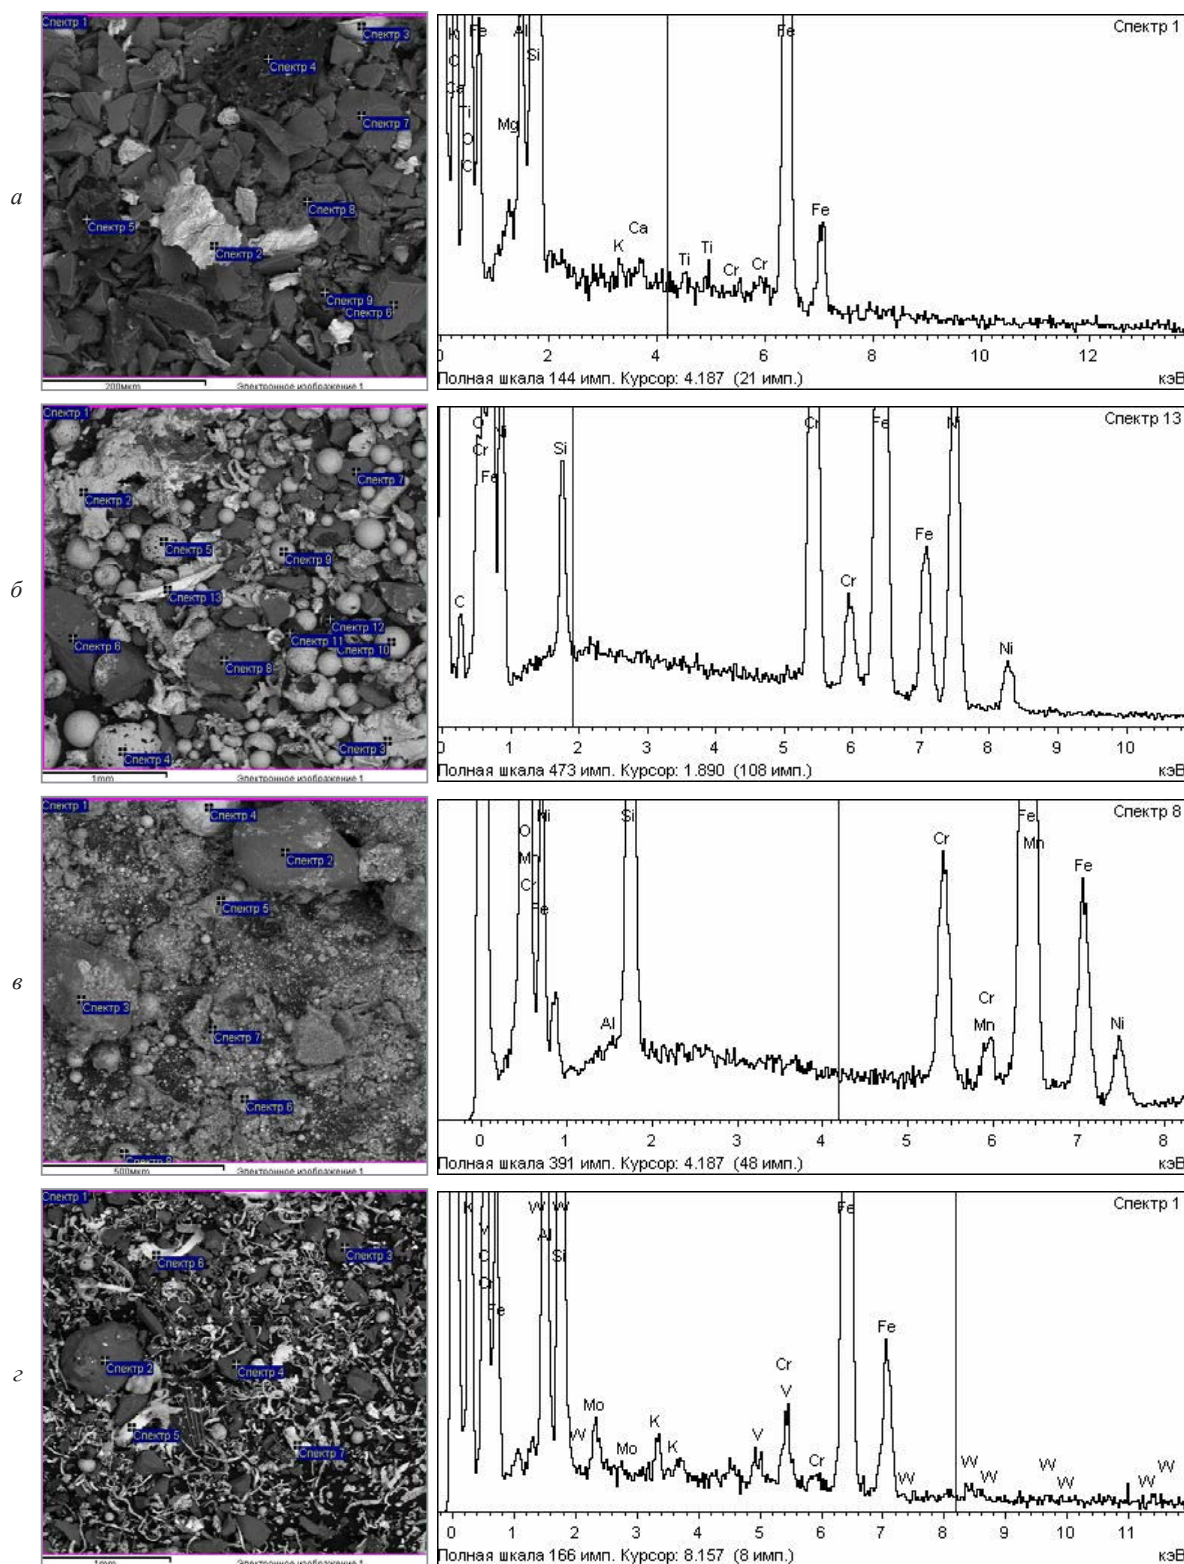 а
Спектр 1
Спектр 3
Спектр 4
Спектр 7
Спектр 8
Спектр 5
Спектр 2
Спектр 9
Спектр 6
200мкm Электронное изображение 1
Спектр 1
K Fe Al Fe
O Si
Ca
Ti Mg
O
C
Fe
Ca
K Ti Ti Cr Cr
0 2 4 6 8 10 12
Полная шкала 144 имп. Курсор: 4.187 (21 имп.) кэВ
б
Спектр 1
Спектр 7
Спектр 2
Спектр 5
Спектр 9
Спектр 13
Спектр 12
Спектр 11
Спектр 6
Спектр 10
Спектр 8
Спектр 3
Спектр 4
1mm Электронное изображение 1
Спектр 13
O Ni Cr Fe Ni
Cr Si
Fe
Fe
C Cr
Ni
0 1 2 3 4 5 6 7 8 9 10
Полная шкала 473 имп. Курсор: 1.890 (108 имп.) кэВ
в
Спектр 1
Спектр 4
Спектр 2
Спектр 5
Спектр 3
Спектр 7
Спектр 6
Спектр 8
500мкm Электронное изображение 1
Спектр 8
Ni Si Fe
O Cr Mn
Mn
Cr Fe
Fe
Al Cr
Mn Ni
0 1 2 3 4 5 6 7 8
Полная шкала 391 имп. Курсор: 4.187 (48 имп.) кэВ
г
Спектр 1
Спектр 3
Спектр 6
Спектр 2
Спектр 4
Спектр 5
Спектр 7
1mm Электронное изображение 1
Спектр 1
K W W Fe
V Al
C Si
Cr
Fe
Fe
Cr
Mo V
K
W Mo K V Cr W W W W W W W
0 1 2 3 4 5 6 7 8 9 10 11
Полная шкала 166 имп. Курсор: 8.157 (8 имп.) кэВ